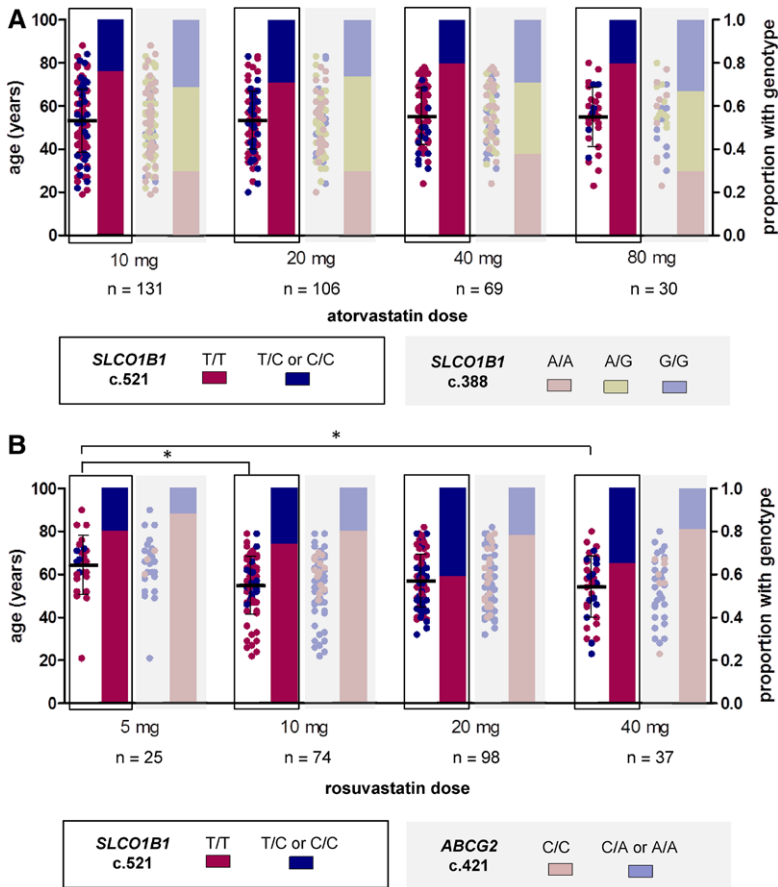 A
age (years)
100
80
60
40
20
0
1.0
0.8
0.6
0.4
0.2
0.0
proportion with genotype
10 mg 20 mg 40 mg 80 mg
n = 131 n = 106 n = 69 n = 30
atorvastatin dose
SLCO1B1 T/T T/C or C/C
c.521
SLCO1B1 A/A A/G G/G
c.388
B
* *
age (years)
100
80
60
40
20
0
1.0
0.8
0.6
0.4
0.2
0.0
proportion with genotype
5 mg 10 mg 20 mg 40 mg
n = 25 n = 74 n = 98 n = 37
rosuvastatin dose
SLCO1B1 T/T T/C or C/C
c.521
ABCG2 C/C C/A or A/A
c.421